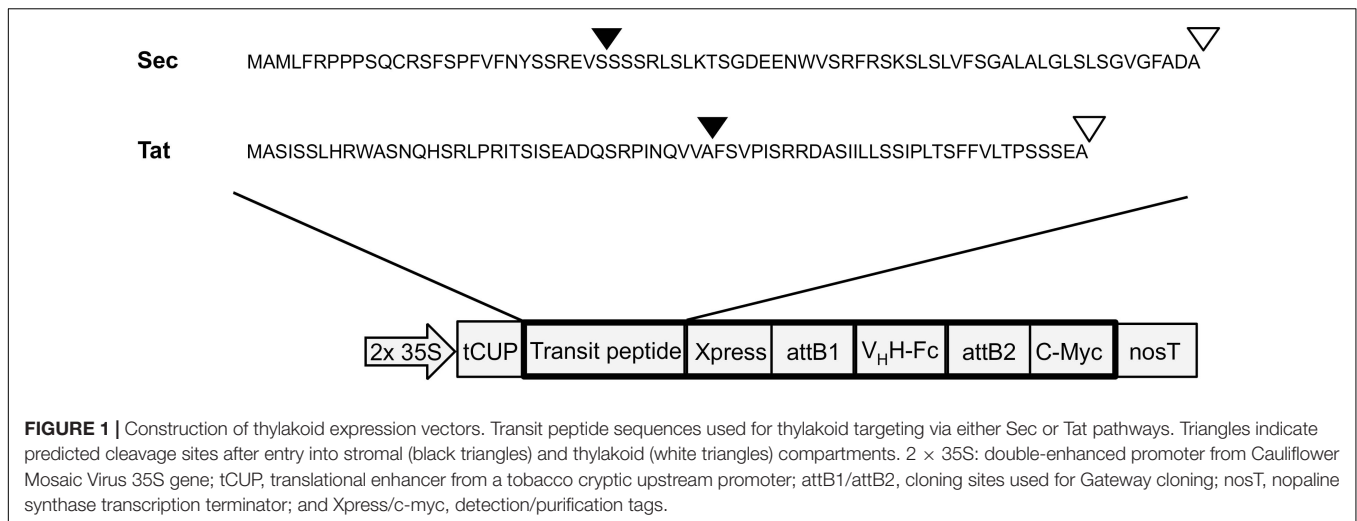 Sec MAMLFRPPPSQCRSFSPFVFNYSSREVSSSSRLSLKTSGDEENWVSRFRSKSLSLVFSGALALGLSLSGVGFADA
Tat MASISSLHRWASNQHSRLPRITSISEADQSRPINQVVAFSVPISRRDASIILLSSIPLTSFFVLTPSSSEA
2x 35S tCUP Transit peptide Xpress attB1 VHH-Fc attB2 C-Myc nosT
FIGURE 1 | Construction of thylakoid expression vectors. Transit peptide sequences used for thylakoid targeting via either Sec or Tat pathways. Triangles indicate
predicted cleavage sites after entry into stromal (black triangles) and thylakoid (white triangles) compartments. 2 × 35S: double-enhanced promoter from Cauliflower
Mosaic Virus 35S gene; tCUP, translational enhancer from a tobacco cryptic upstream promoter; attB1/attB2, cloning sites used for Gateway cloning; nosT, nopaline
synthase transcription terminator; and Xpress/c-myc, detection/purification tags.